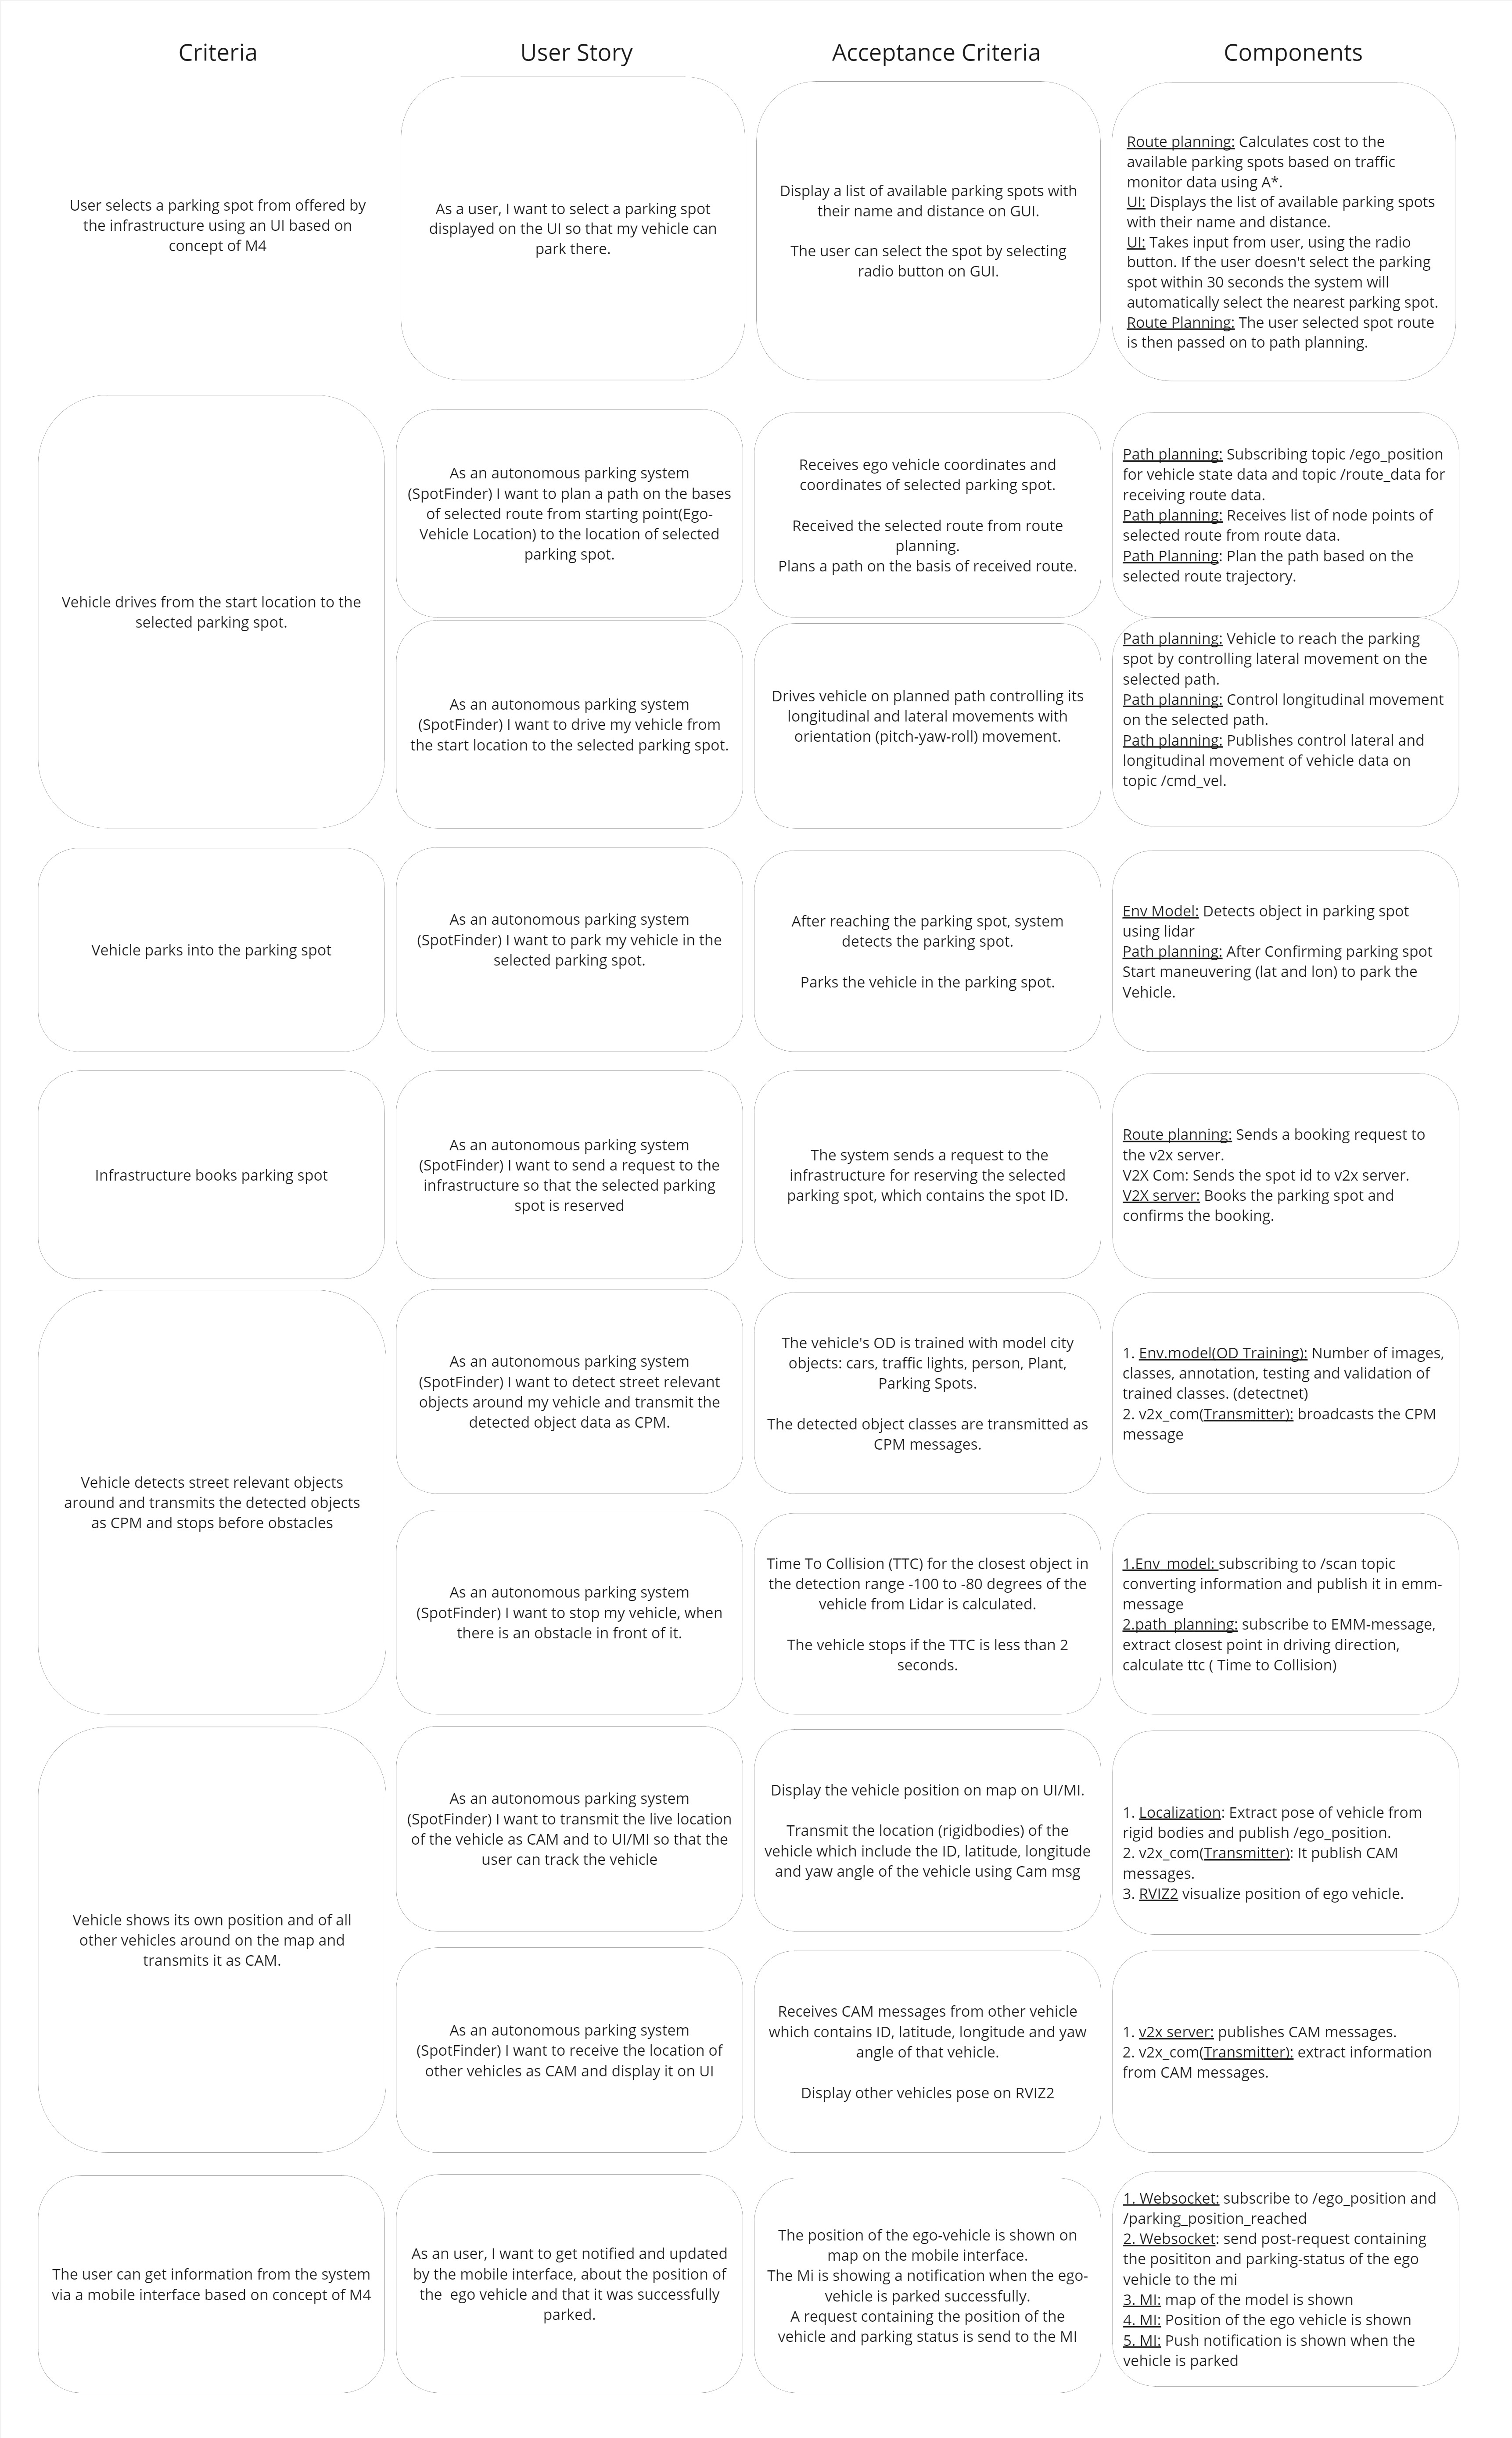 Criteria
User Story
Acceptance Criteria
Components
User selects a parking spot from offered by
the infrastructure using an UI based on
concept of M4
As a user, I want to select a parking spot
displayed on the UI so that my vehicle can
park there.
Display a list of available parking spots with
their name and distance on GUI.
The user can select the spot by selecting
radio button on GUI.
Route planning: Calculates cost to the
available parking spots based on traffic
monitor data using A*.
UI: Displays the list of available parking spots
with their name and distance.
UI: Takes input from user, using the radio
button. If the user doesn't select the parking
spot within 30 seconds the system will
automatically select the nearest parking spot.
Route Planning: The user selected spot route
is then passed on to path planning.
Vehicle drives from the start location to the
selected parking spot.
As an autonomous parking system
(SpotFinder) I want to plan a path on the bases
of selected route from starting point(Ego-
Vehicle Location) to the location of selected
parking spot.
Receives ego vehicle coordinates and
coordinates of selected parking spot.
Received the selected route from route
planning.
Plans a path on the basis of received route.
Path planning: Subscribing topic /ego_position
for vehicle state data and topic /route_data for
receiving route data.
Path planning: Receives list of node points of
selected route from route data.
Path Planning: Plan the path based on the
selected route trajectory.
As an autonomous parking system
(SpotFinder) I want to drive my vehicle from
the start location to the selected parking spot.
Drives vehicle on planned path controlling its
longitudinal and lateral movements with
orientation (pitch-yaw-roll) movement.
Path planning: Vehicle to reach the parking
spot by controlling lateral movement on the
selected path.
Path planning: Control longitudinal movement
on the selected path.
Path planning: Publishes control lateral and
longitudinal movement of vehicle data on
topic /cmd_vel.
Vehicle parks into the parking spot
As an autonomous parking system
(SpotFinder) I want to park my vehicle in the
selected parking spot.
After reaching the parking spot, system
detects the parking spot.
Parks the vehicle in the parking spot.
Env Model: Detects object in parking spot
using lidar
Path planning: After Confirming parking spot
Start maneuvering (lat and lon) to park the
Vehicle.
Infrastructure books parking spot
As an autonomous parking system
(SpotFinder) I want to send a request to the
infrastructure so that the selected parking
spot is reserved
The system sends a request to the
infrastructure for reserving the selected
parking spot, which contains the spot ID.
Route planning: Sends a booking request to
the v2x server.
V2X Com: Sends the spot id to v2x server.
V2X server: Books the parking spot and
confirms the booking.
Vehicle detects street relevant objects
around and transmits the detected objects
as CPM and stops before obstacles
As an autonomous parking system
(SpotFinder) I want to detect street relevant
objects around my vehicle and transmit the
detected object data as CPM.
The vehicle's OD is trained with model city
objects: cars, traffic lights, person, Plant,
Parking Spots.
The detected object classes are transmitted as
CPM messages.
1. Env.model(OD Training): Number of images,
classes, annotation, testing and validation of
trained classes. (detectnet)
2. v2x_com(Transmitter): broadcasts the CPM
message
As an autonomous parking system
(SpotFinder) I want to stop my vehicle, when
there is an obstacle in front of it.
Time To Collision (TTC) for the closest object in
the detection range -100 to -80 degrees of the
vehicle from Lidar is calculated.
The vehicle stops if the TTC is less than 2
seconds.
1.Env_model: subscribing to /scan topic
converting information and publish it in emm-
message
2.path_planning: subscribe to EMM-message,
extract closest point in driving direction,
calculate ttc ( Time to Collision)
Vehicle shows its own position and of all
other vehicles around on the map and
transmits it as CAM.
As an autonomous parking system
(SpotFinder) I want to transmit the live location
of the vehicle as CAM and to UI/MI so that the
user can track the vehicle
Display the vehicle position on map on UI/MI.
Transmit the location (rigidbodies) of the
vehicle which include the ID, latitude, longitude
and yaw angle of the vehicle using Cam msg
1. Localization: Extract pose of vehicle from
rigid bodies and publish /ego_position.
2. v2x_com(Transmitter): It publish CAM
messages.
3. RVIZ2 visualize position of ego vehicle.
As an autonomous parking system
(SpotFinder) I want to receive the location of
other vehicles as CAM and display it on UI
Receives CAM messages from other vehicle
which contains ID, latitude, longitude and yaw
angle of that vehicle.
Display other vehicles pose on RVIZ2
1. v2x server: publishes CAM messages.
2. v2x_com(Transmitter): extract information
from CAM messages.
The user can get information from the system
via a mobile interface based on concept of M4
As an user, I want to get notified and updated
by the mobile interface, about the position of
the  ego vehicle and that it was successfully
parked.
The position of the ego-vehicle is shown on
map on the mobile interface.
The Mi is showing a notification when the ego-
vehicle is parked successfully.
A request containing the position of the
vehicle and parking status is send to the MI
1. Websocket: subscribe to /ego_position and
/parking_position_reached
2. Websocket: send post-request containing
the posititon and parking-status of the ego
vehicle to the mi
3. MI: map of the model is shown
4. MI: Position of the ego vehicle is shown
5. MI: Push notification is shown when the
vehicle is parked